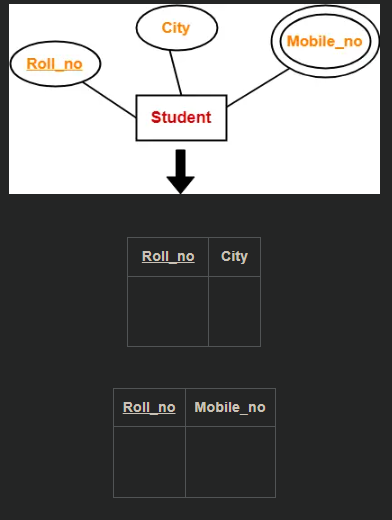 City
Roll_no
Mobile_no
Student
Roll_no City
Roll_no Mobile_no